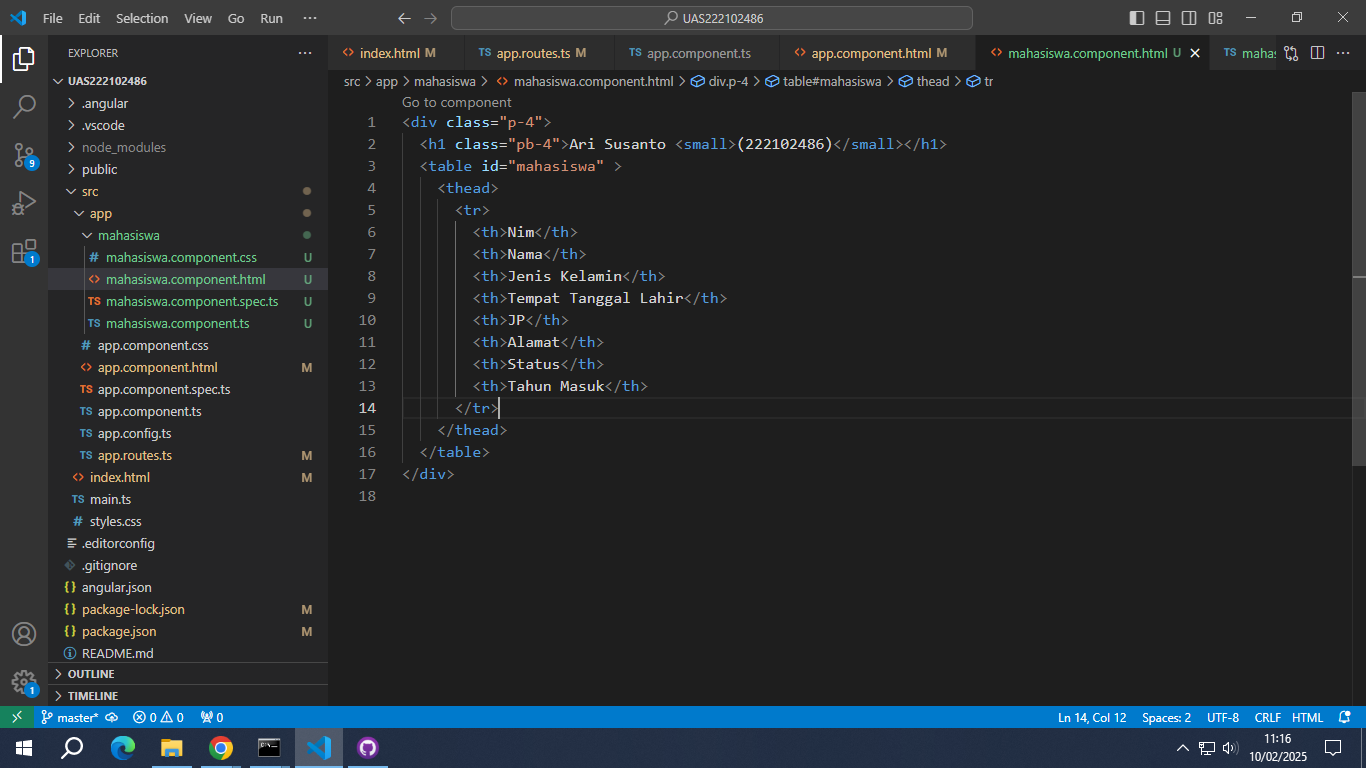 File Edit Selection View Go Run ··· UAS222102486
EXPLORER ···
UAS222102486
.angular
.vscode
node_modules
public
src
app
mahasiswa
# mahasiswa.component.css U
<> mahasiswa.component.html U
TS mahasiswa.component.spec.ts U
TS mahasiswa.component.ts U
# app.component.css
<> app.component.html M
TS app.component.spec.ts
TS app.component.ts
TS app.config.ts
TS app.routes.ts M
<> index.html M
TS main.ts
# styles.css
.editorconfig
.gitignore
{} angular.json
{} package-lock.json M
{} package.json M
README.md
OUTLINE
TIMELINE
9
1
1
<> index.html M TS app.routes.ts M TS app.component.ts <> app.component.html M <> mahasiswa.component.html U TS mahas ···
src > app > mahasiswa > <> mahasiswa.component.html > div.p-4 > table#mahasiswa > thead > tr
Go to component
1 <div class="p-4">
2 <h1 class="pb-4">Ari Susanto <small>(222102486)</small></h1>
3 <table id="mahasiswa" >
4 <thead>
5 <tr>
6 <th>Nim</th>
7 <th>Nama</th>
8 <th>Jenis Kelamin</th>
9 <th>Tempat Tanggal Lahir</th>
10 <th>JP</th>
11 <th>Alamat</th>
12 <th>Status</th>
13 <th>Tahun Masuk</th>
14 </tr>
15 </thead>
16 </table>
17 </div>
18
master* 0 0 0 Ln 14, Col 12 Spaces: 2 UTF-8 CRLF HTML
11:16
10/02/2025